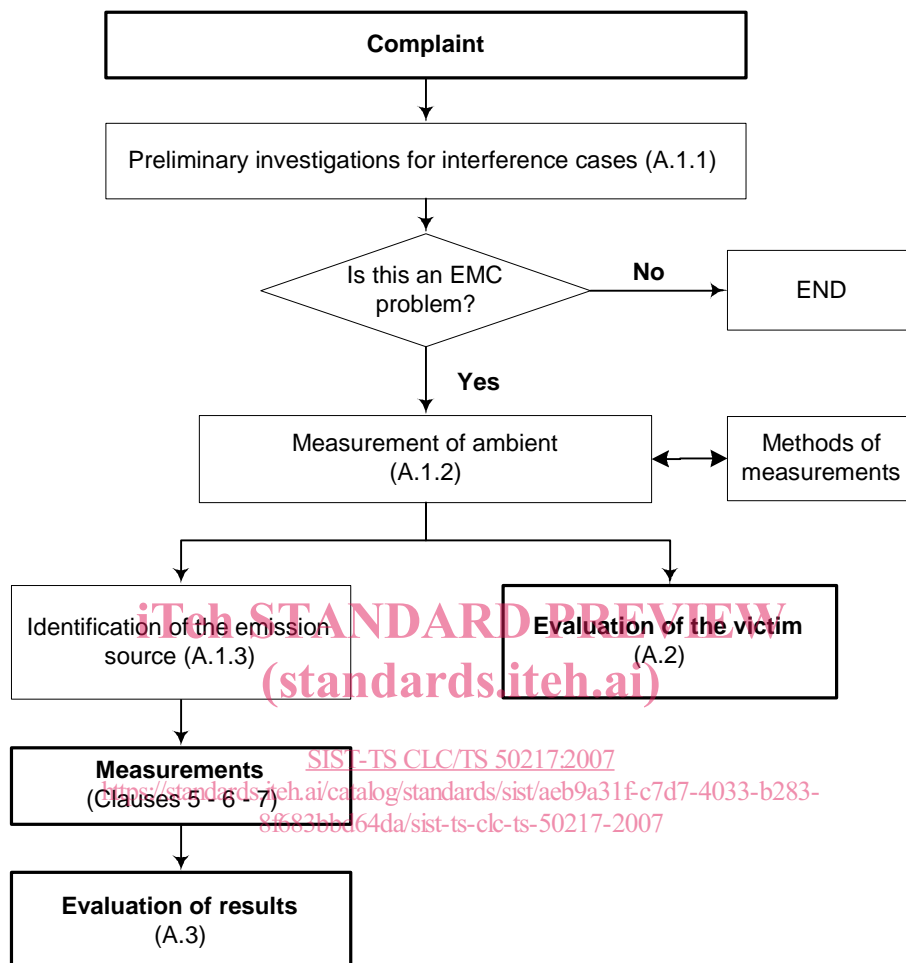 Complaint
Preliminary investigations for interference cases (A.1.1)
Is this an EMC
problem?
No
END
Yes
Measurement of ambient
(A.1.2)
Methods of
measurements
Identification of the emission
source (A.1.3)
Evaluation of the victim
(A.2)
iTeh STANDARD PREVIEW
(standards.iteh.ai)
Measurements
(Clauses 5 - 6 - 7)
SIST-TS CLC/TS 50217:2007
https://standards.iteh.ai/catalog/standards/sist/aeb9a31f-c7d7-4033-b283-
8f683bbd64da/sist-ts-clc-ts-50217-2007
Evaluation of results
(A.3)